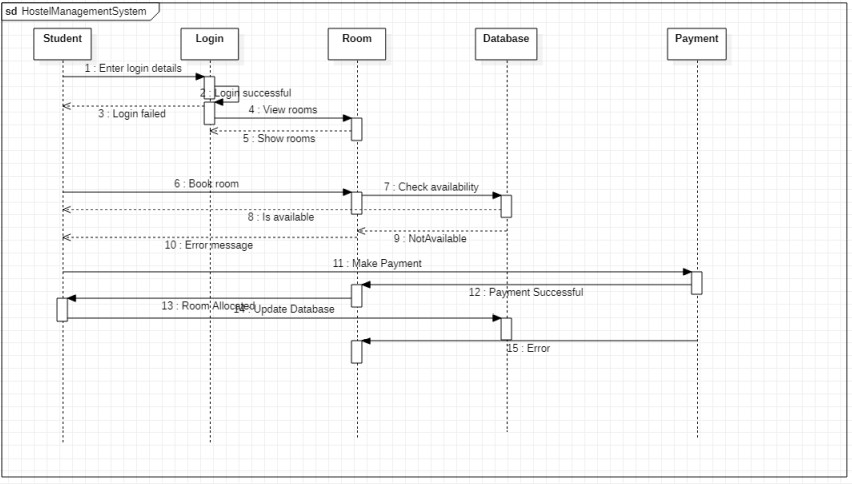 sd HostelManagementSystem
Student
Login
Room
Database
Payment
1 : Enter login details
2 : Login successful
3 : Login failed
4 : View rooms
5 : Show rooms
6 : Book room
7 : Check availability
8 : Is available
9 : NotAvailable
10 : Error message
11 : Make Payment
12 : Payment Successful
13 : Room Allocated
14 : Update Database
15 : Error